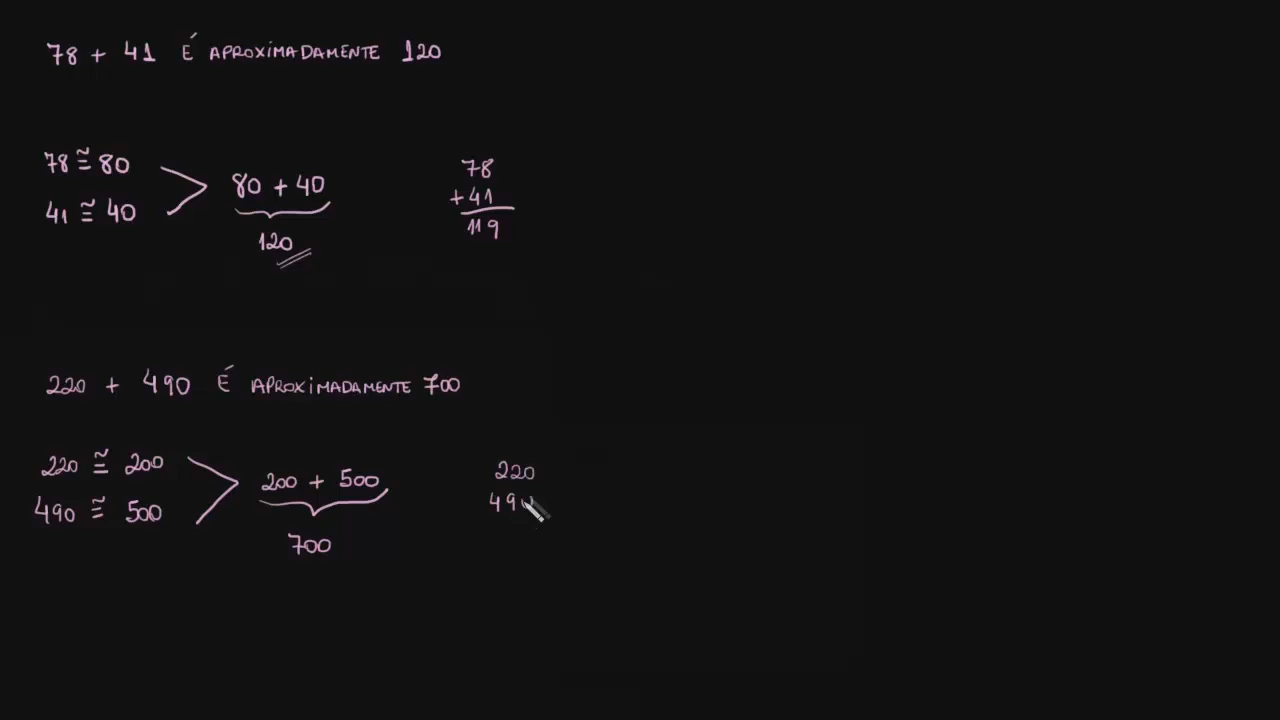 78 + 41 É APROXIMADAMENTE 120
78 ≅ 80
41 ≅ 40
80 + 40
120
78
+41
119
220 + 490 É APROXIMADAMENTE 700
220 ≅ 200
490 ≅ 500
200 + 500
700
220
49